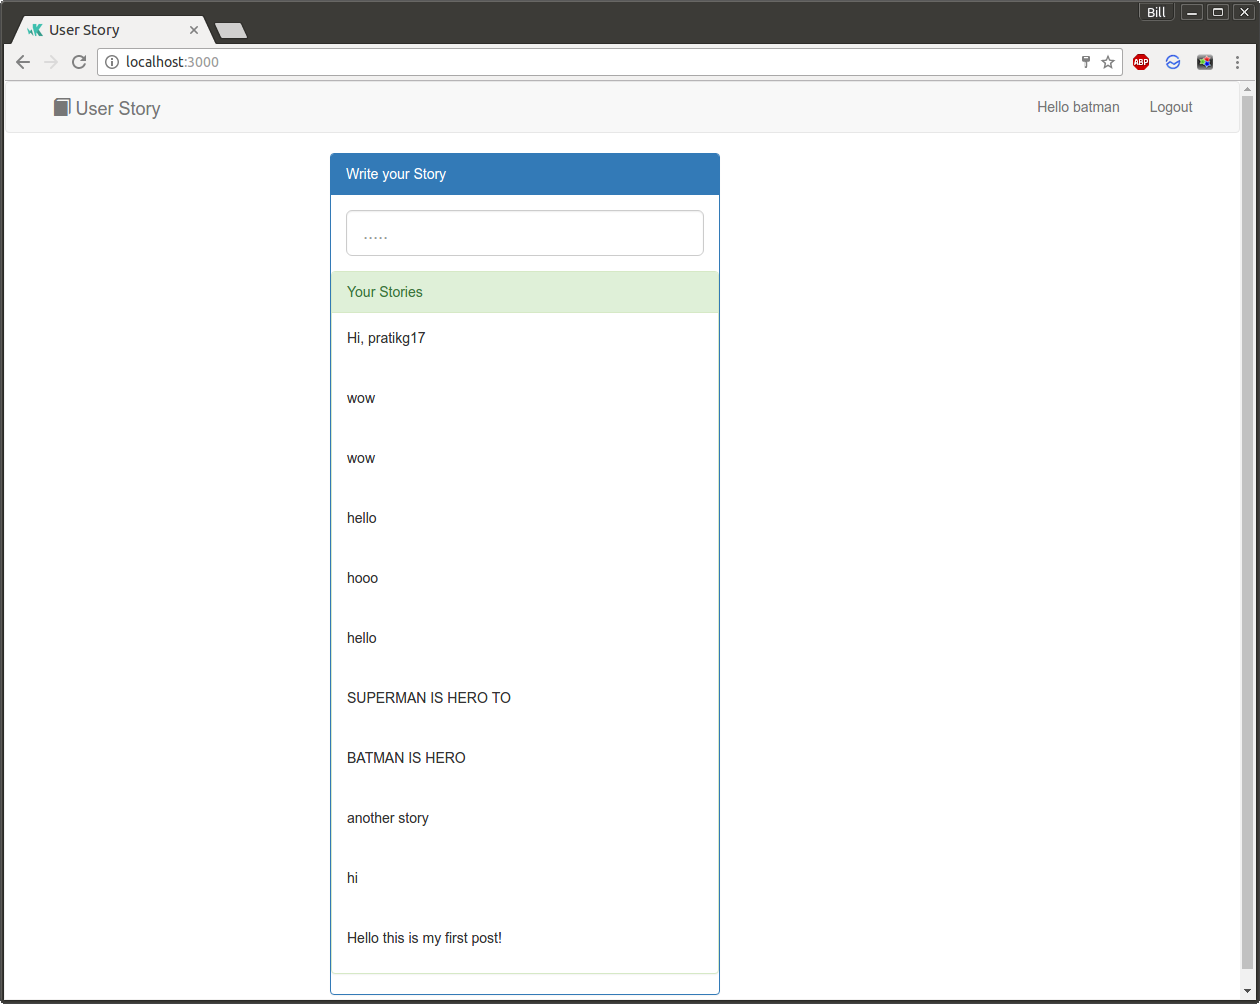 Bill
User Story
localhost:3000
ABP
User Story
Hello batman
Logout
Write your Story
.....
Your Stories
Hi, pratikg17
wow
wow
hello
hooo
hello
SUPERMAN IS HERO TO
BATMAN IS HERO
another story
hi
Hello this is my first post!